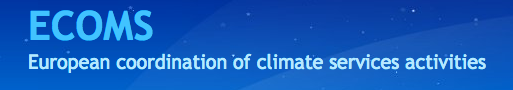 ECOMS
European coordination of climate services activities